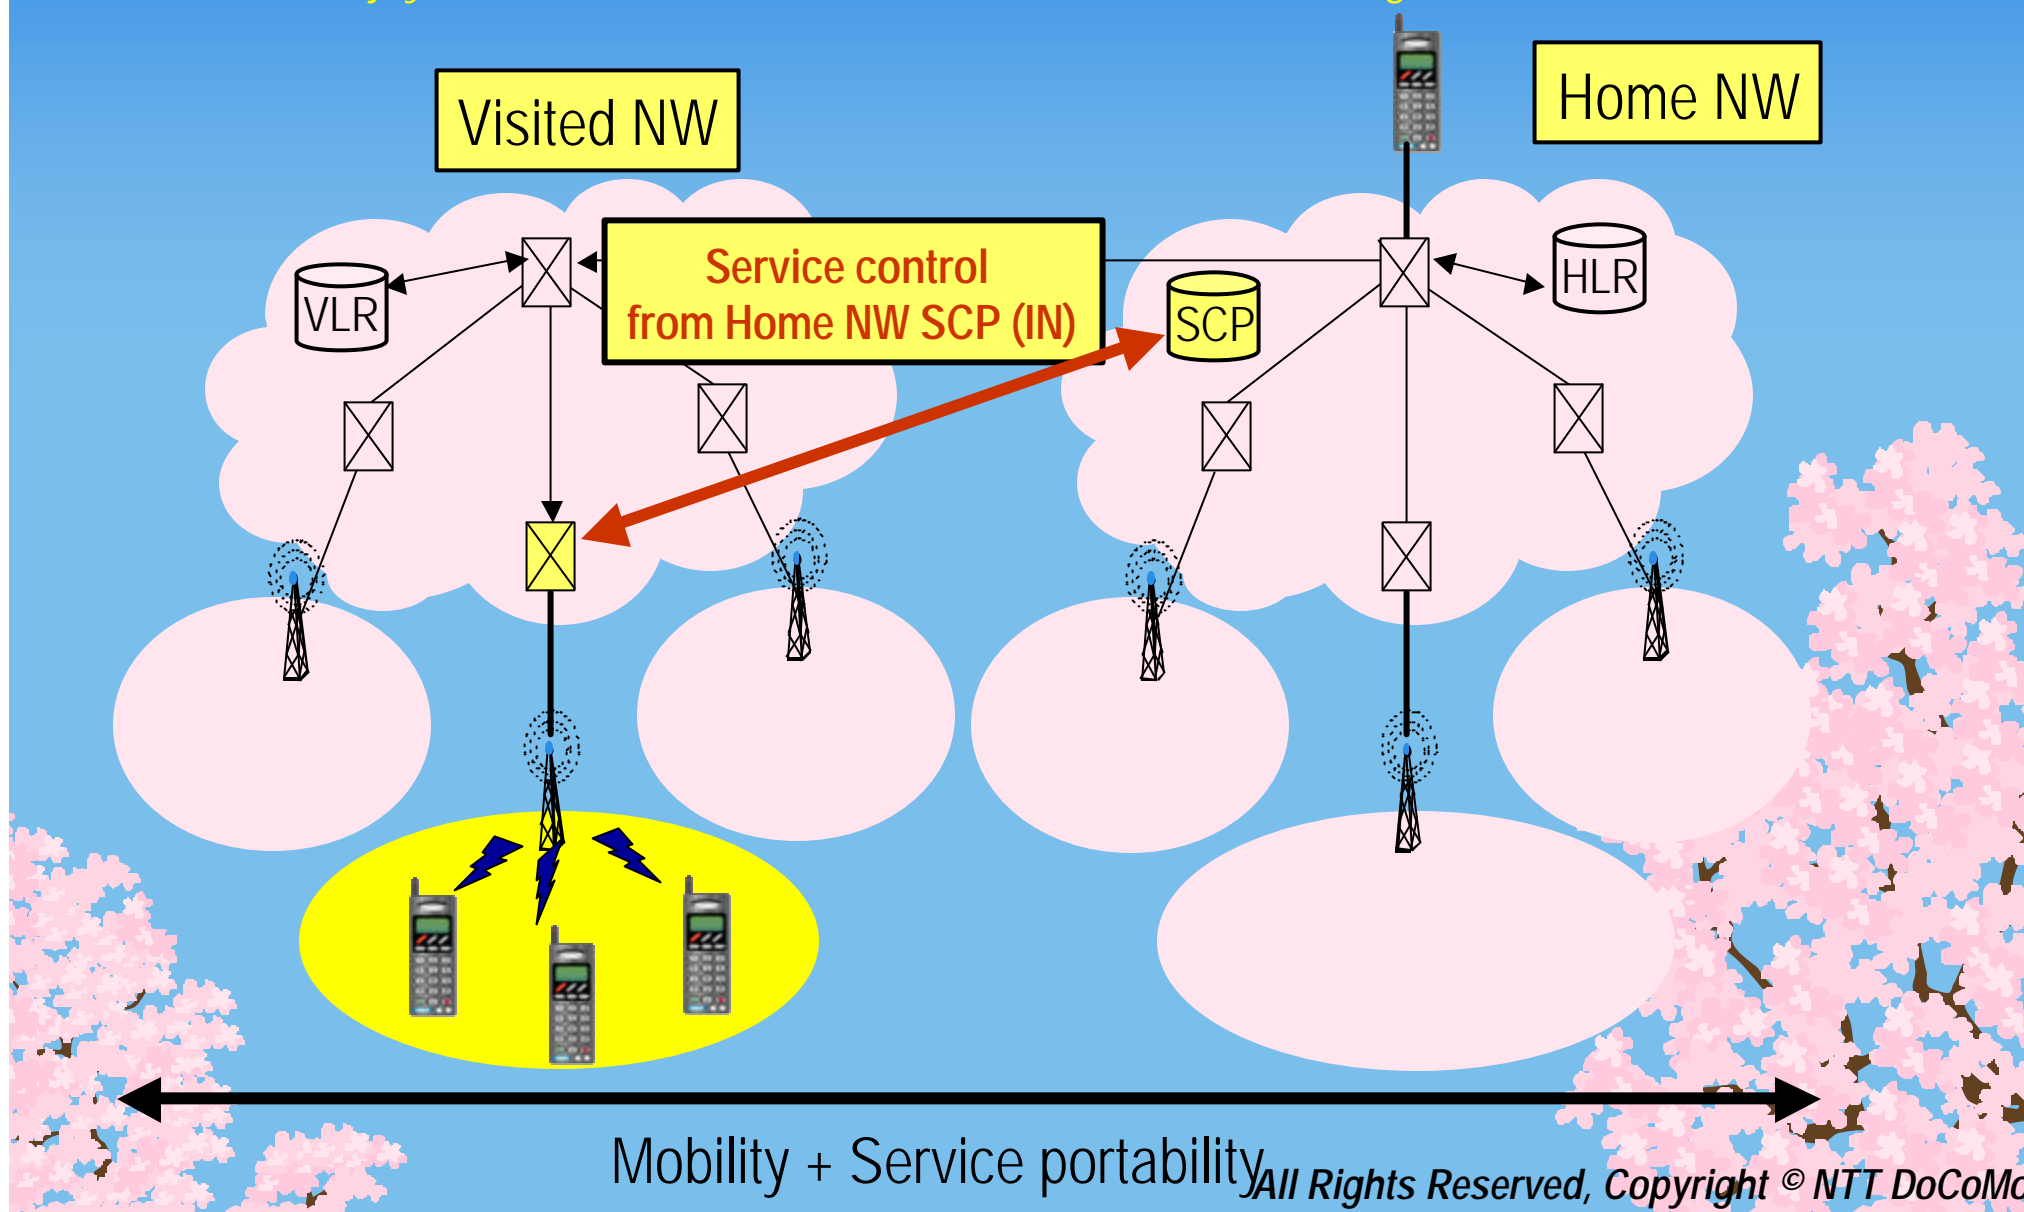 Visited NW
Home NW
Service control
from Home NW SCP (IN)
VLR
SCP
HLR
Mobility + Service portability
All Rights Reserved, Copyright © NTT DoCoMo